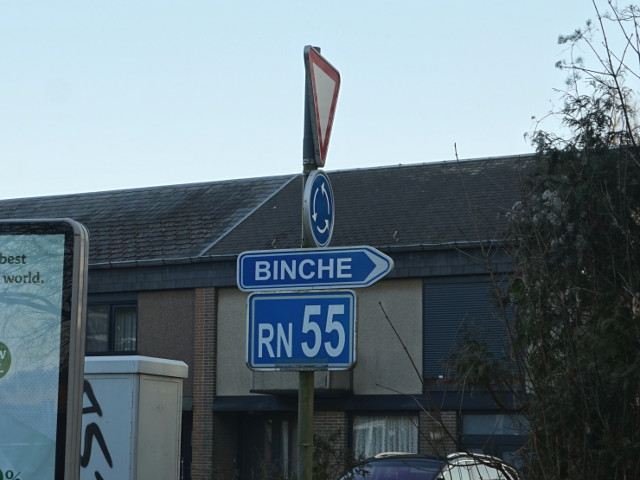 best
world.
BINCHE
RN 55
%